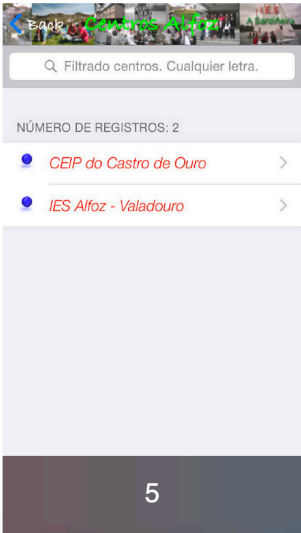 Back
Centros Alfoz
I.E.S.
A Sardiñeira
Filtrado centros. Cualquier letra.
NÚMERO DE REGISTROS: 2
CEIP do Castro de Ouro
IES Alfoz - Valadouro
5